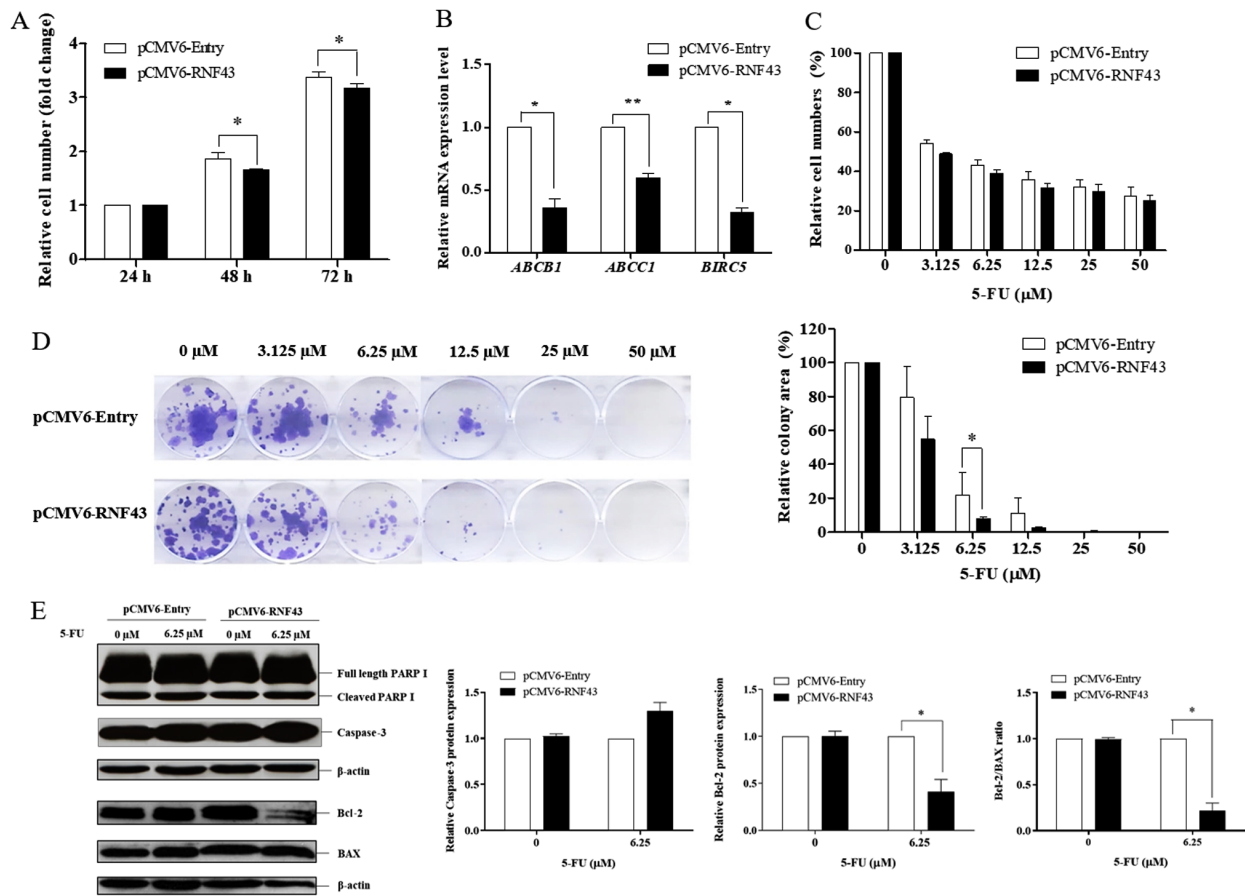 A
Relative cell number (fold change)
pCMV6-Entry
pCMV6-RNF43
4
3
2
1
0
*
*
24 h
48 h
72 h
B
Relative mRNA expression level
pCMV6-Entry
pCMV6-RNF43
1.5
1.0
0.5
0.0
*
**
*
ABCB1
ABCC1
BIRC5
C
Relative cell numbers (%)
pCMV6-Entry
pCMV6-RNF43
100
80
60
40
20
0
0
3.125
6.25
12.5
25
50
5-FU (μM)
D
0 μM
3.125 μM
6.25 μM
12.5 μM
25 μM
50 μM
pCMV6-Entry
pCMV6-RNF43
Relative colony area (%)
pCMV6-Entry
pCMV6-RNF43
120
100
80
60
40
20
0
*
0
3.125
6.25
12.5
25
50
5-FU (μM)
E
pCMV6-Entry
pCMV6-RNF43
5-FU
0 μM
6.25 μM
0 μM
6.25 μM
Full length PARP I
Cleaved PARP I
Caspase-3
β-actin
Bcl-2
BAX
β-actin
Relative Caspase-3 protein expression
pCMV6-Entry
pCMV6-RNF43
1.5
1.0
0.5
0.0
0
6.25
5-FU (μM)
Relative Bcl-2 protein expression
pCMV6-Entry
pCMV6-RNF43
1.5
1.0
0.5
0.0
*
0
6.25
5-FU (μM)
Bcl-2/BAX ratio
pCMV6-Entry
pCMV6-RNF43
1.5
1.0
0.5
0.0
*
0
6.25
5-FU (μM)